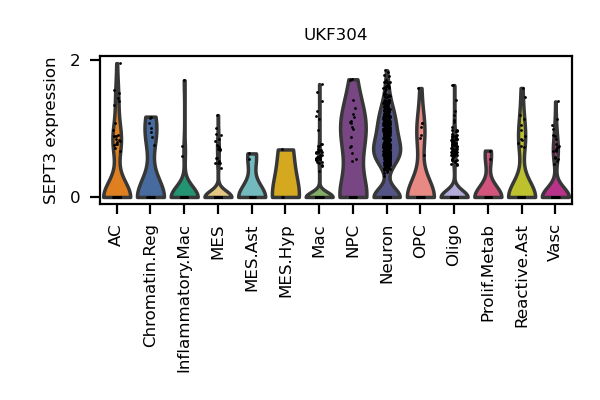 UKF304
SEPT3 expression
2
0
AC
Chromatin.Reg
Inflammatory.Mac
MES
MES.Ast
MES.Hyp
Mac
NPC
Neuron
OPC
Oligo
Prolif.Metab
Reactive.Ast
Vasc